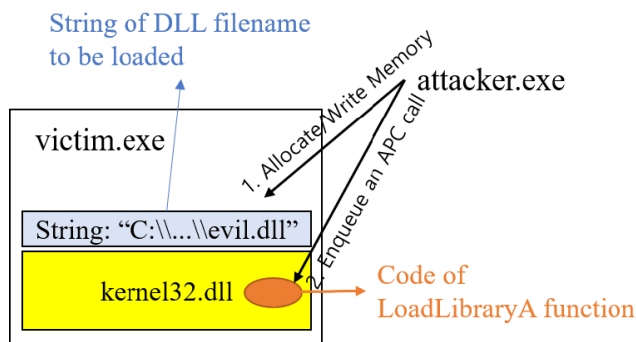 String of DLL filename
to be loaded
attacker.exe
victim.exe
1. Allocate/Write Memory
2. Enqueue an APC call
String: “C:\\...\\evil.dll”
kernel32.dll
Code of
LoadLibraryA function